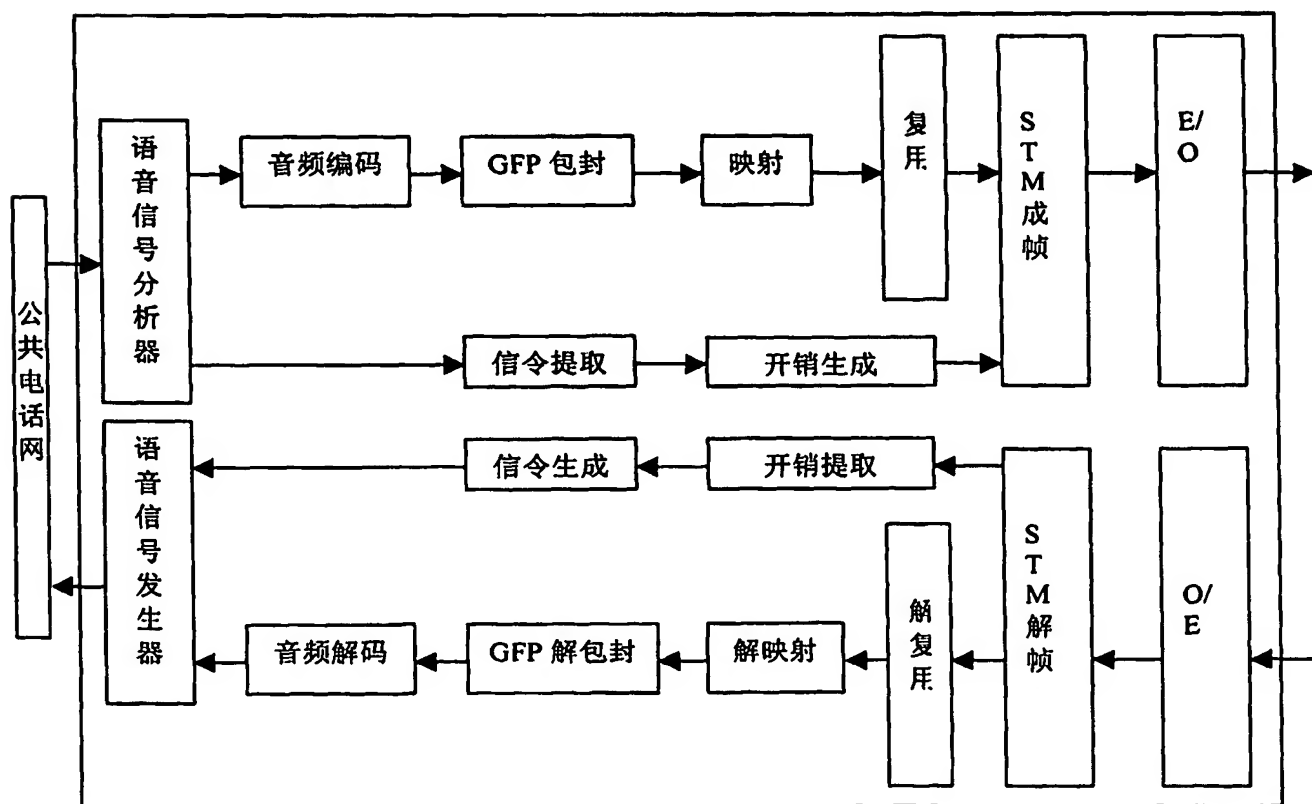 公共电话网
语音信号分析器
音频编码
GFP 包封
映射
复用
STM成帧
E/
O
信令提取
开销生成
语音信号发生器
信令生成
开销提取
音频解码
GFP 解包封
解映射
解复用
STM解帧
O/
E